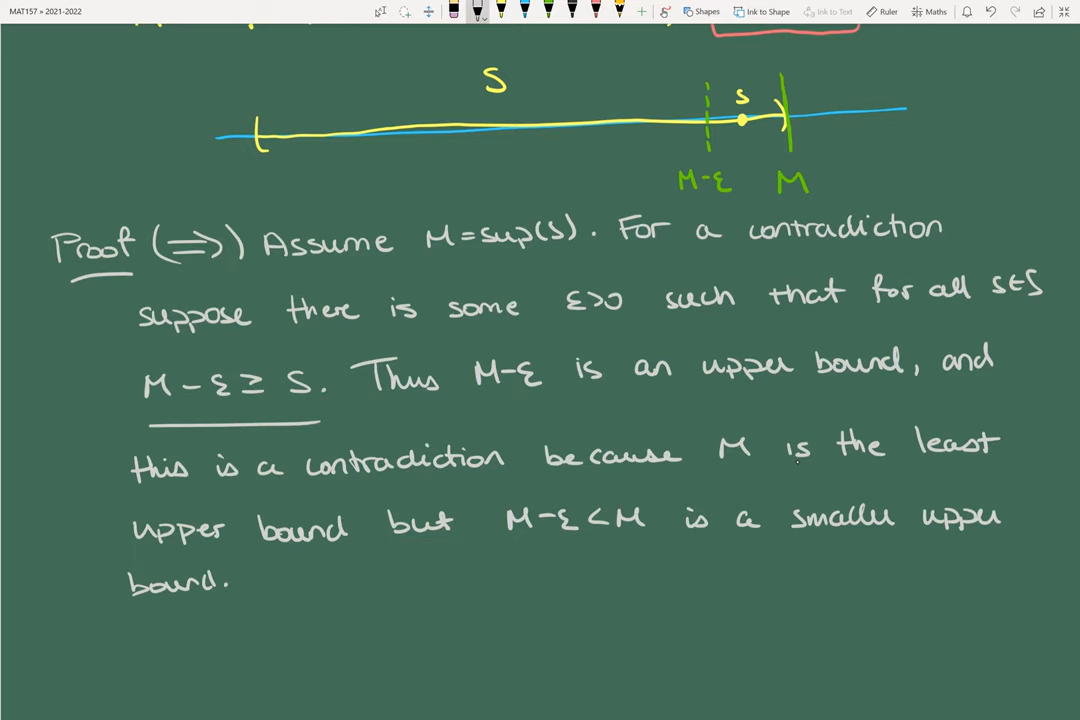 MAT157 » 2021-2022
Shapes
Ink to Shape
Ink to Text
Ruler
Maths
S
s
M-ε
M
Proof (⟹) Assume M=sup(S). For a contradiction
suppose there is some ε>0 such that for all s∈S
M-ε≥s. Thus M-ε is an upper bound, and
this is a contradiction because M is the least
upper bound but M-ε<M is a smaller upper
bound.